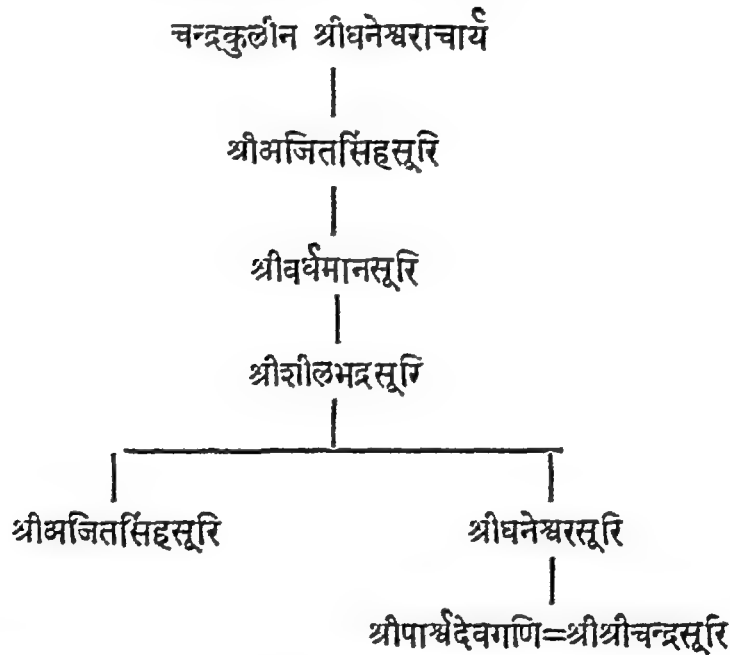 चन्द्रकुलीन श्रीधनेश्वराचार्य
श्रीअजितसिंहसूरि
श्रीवर्धमानसूरि
श्रीशीलभद्रसूरि
श्रीअजितसिंहसूरि श्रीधनेश्वरसूरि
श्रीपार्श्वदेवगणि=श्रीश्रीचन्द्रसूरि